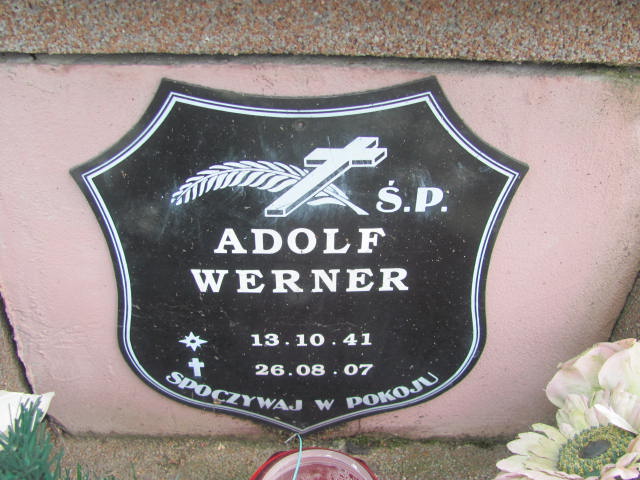 Ś.P.
ADOLF
WERNER
13.10.41
26.08.07
SPOCZYWAJ W POKOJU